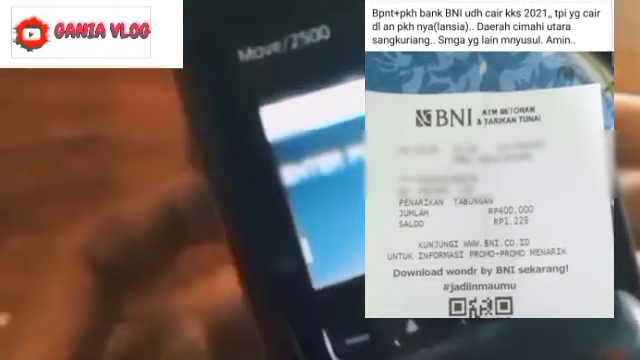 GANIA VLOG
Move/2500
Bpnt+pkh bank BNI udh cair kks 2021,, tpi yg cair
dl an pkh nya(lansia).. Daerah cimahi utara
sangkuriang.. Smga yg lain mnyusul. Amin..
BNI ATM SETORAN
& TARIKAN TUNAI
PENARIKAN TABUNGAN
JUMLAH RP400.000
SALDO RP1.229
KUNJUNGI WWW.BNI.CO.ID
UNTUK INFORMASI PROMO-PROMO MENARIK
Download wondr by BNI sekarang!
#jadiinmaumu